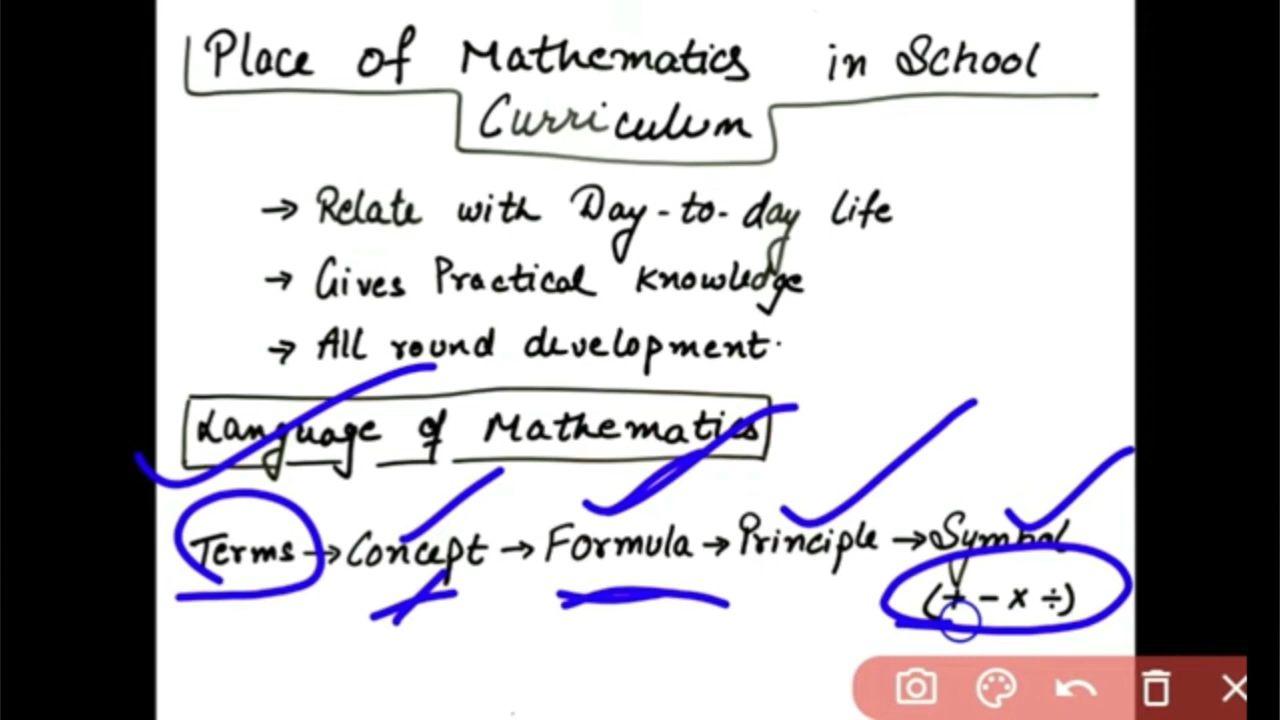 Place of Mathematics in School
Curriculum
→ Relate with Day-to-day life
→ Gives Practical Knowledge
→ All round development.
Language of Mathematics
Terms → Concept → Formula → Principle → Symbol
(+ - × ÷)